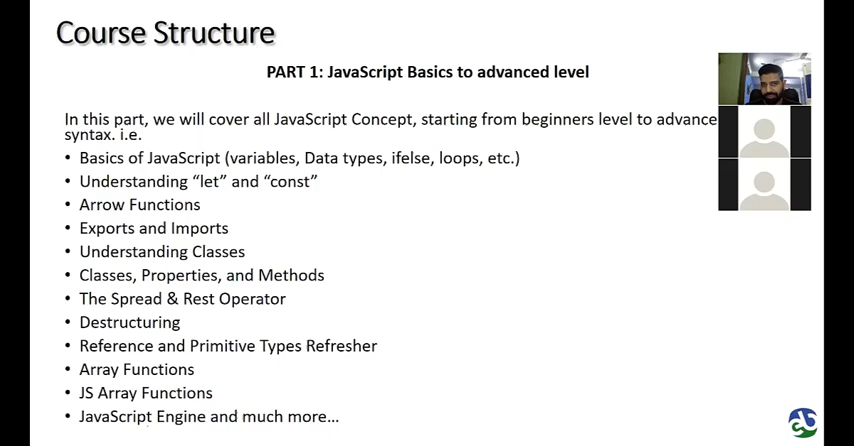 Course Structure
PART 1: JavaScript Basics to advanced level
In this part, we will cover all JavaScript Concept, starting from beginners level to advance
syntax. i.e.
• Basics of JavaScript (variables, Data types, ifelse, loops, etc.)
• Understanding “let” and “const”
• Arrow Functions
• Exports and Imports
• Understanding Classes
• Classes, Properties, and Methods
• The Spread & Rest Operator
• Destructuring
• Reference and Primitive Types Refresher
• Array Functions
• JS Array Functions
• JavaScript Engine and much more…